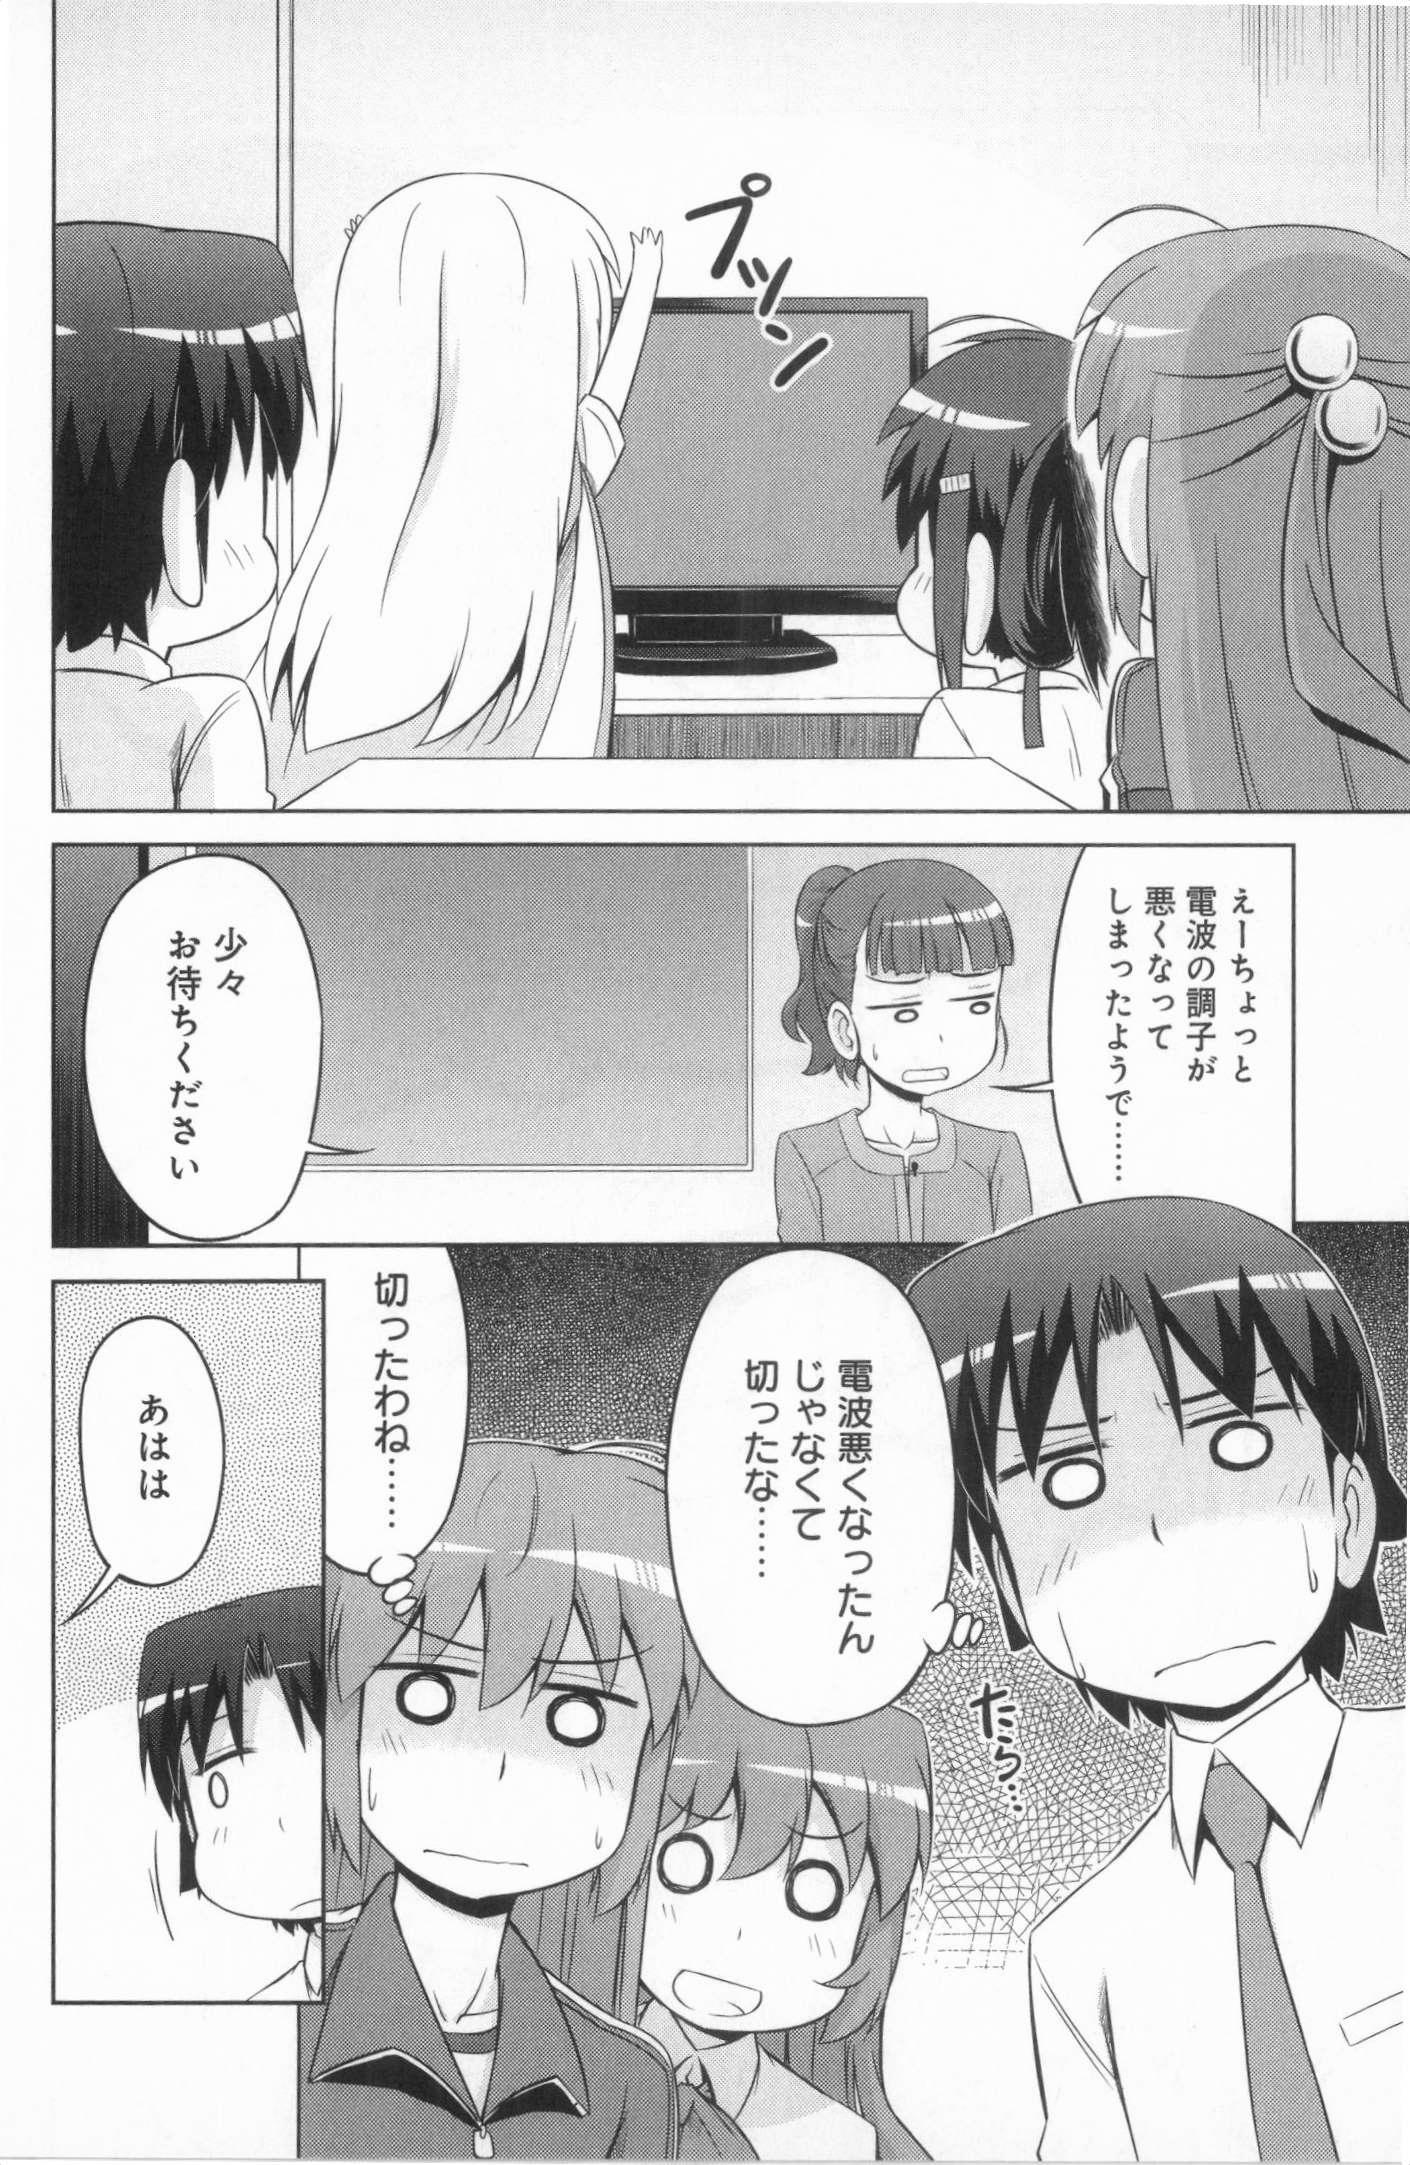 プツン
えーちょっと
電波の調子が
悪くなって
しまったようで……
少々
お待ちください
電波悪くなったん
じゃなくて
切ったな……
たら…
切ったわね……
あはは